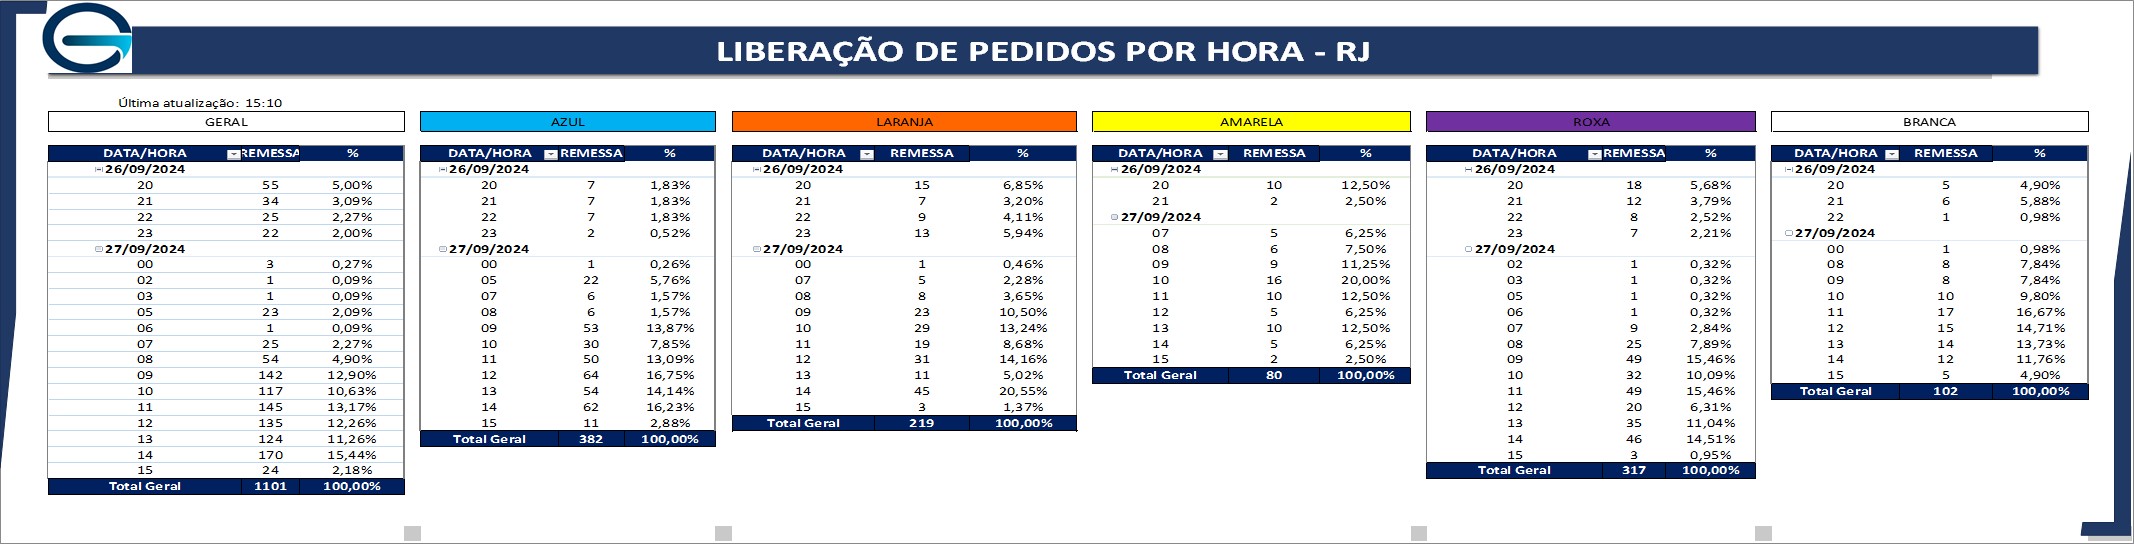 LIBERAÇÃO DE PEDIDOS POR HORA - RJ
Última atualização: 15:10
GERAL
DATA/HORA REMESSA %
26/09/2024
20 55 5,00%
21 34 3,09%
22 25 2,27%
23 22 2,00%
27/09/2024
00 3 0,27%
02 1 0,09%
03 1 0,09%
05 23 2,09%
06 1 0,09%
07 25 2,27%
08 54 4,90%
09 142 12,90%
10 117 10,63%
11 145 13,17%
12 135 12,26%
13 124 11,26%
14 170 15,44%
15 24 2,18%
Total Geral 1101 100,00%
AZUL
DATA/HORA REMESSA %
26/09/2024
20 7 1,83%
21 7 1,83%
22 7 1,83%
23 2 0,52%
27/09/2024
00 1 0,26%
05 22 5,76%
07 6 1,57%
08 6 1,57%
09 53 13,87%
10 30 7,85%
11 50 13,09%
12 64 16,75%
13 54 14,14%
14 62 16,23%
15 11 2,88%
Total Geral 382 100,00%
LARANJA
DATA/HORA REMESSA %
26/09/2024
20 15 6,85%
21 7 3,20%
22 9 4,11%
23 13 5,94%
27/09/2024
00 1 0,46%
07 5 2,28%
08 8 3,65%
09 23 10,50%
10 29 13,24%
11 19 8,68%
12 31 14,16%
13 11 5,02%
14 45 20,55%
15 3 1,37%
Total Geral 219 100,00%
AMARELA
DATA/HORA REMESSA %
26/09/2024
20 10 12,50%
21 2 2,50%
27/09/2024
07 5 6,25%
08 6 7,50%
09 9 11,25%
10 16 20,00%
11 10 12,50%
12 5 6,25%
13 10 12,50%
14 5 6,25%
15 2 2,50%
Total Geral 80 100,00%
ROXA
DATA/HORA REMESSA %
26/09/2024
20 18 5,68%
21 12 3,79%
22 8 2,52%
23 7 2,21%
27/09/2024
02 1 0,32%
03 1 0,32%
05 1 0,32%
06 1 0,32%
07 9 2,84%
08 25 7,89%
09 49 15,46%
10 32 10,09%
11 49 15,46%
12 20 6,31%
13 35 11,04%
14 46 14,51%
15 3 0,95%
Total Geral 317 100,00%
BRANCA
DATA/HORA REMESSA %
26/09/2024
20 5 4,90%
21 6 5,88%
22 1 0,98%
27/09/2024
00 1 0,98%
08 8 7,84%
09 8 7,84%
10 10 9,80%
11 17 16,67%
12 15 14,71%
13 14 13,73%
14 12 11,76%
15 5 4,90%
Total Geral 102 100,00%